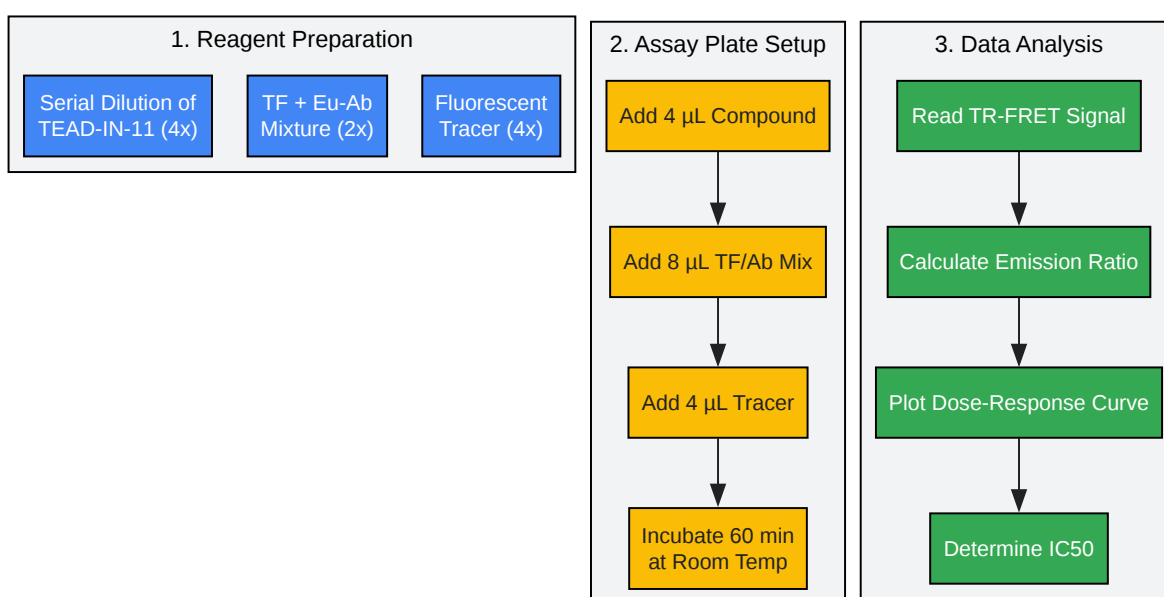 1. Reagent Preparation
Serial Dilution of
TEAD-IN-11 (4x)
TF + Eu-Ab
Mixture (2x)
Fluorescent
Tracer (4x)
2. Assay Plate Setup
Add 4 µL Compound
Add 8 µL TF/Ab Mix
Add 4 µL Tracer
Incubate 60 min
at Room Temp
3. Data Analysis
Read TR-FRET Signal
Calculate Emission Ratio
Plot Dose-Response Curve
Determine IC50